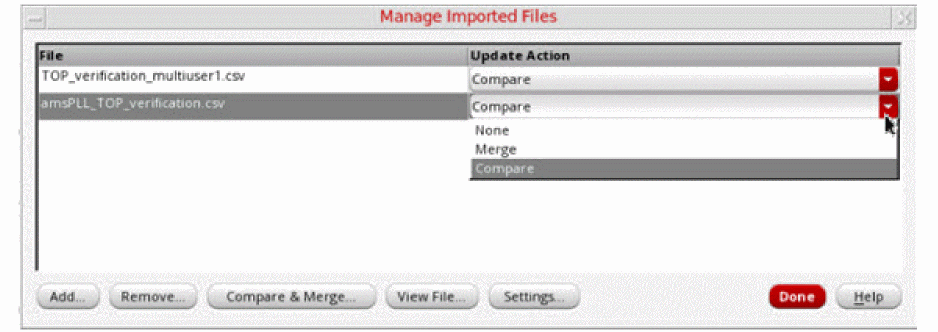 Manage Imported Files
File Update Action
TOP_verification_multiuser1.csv Compare
amsPLL_TOP_verification.csv Compare
None
Merge
Compare
Add... Remove... Compare & Merge... View File... Settings... Done Help